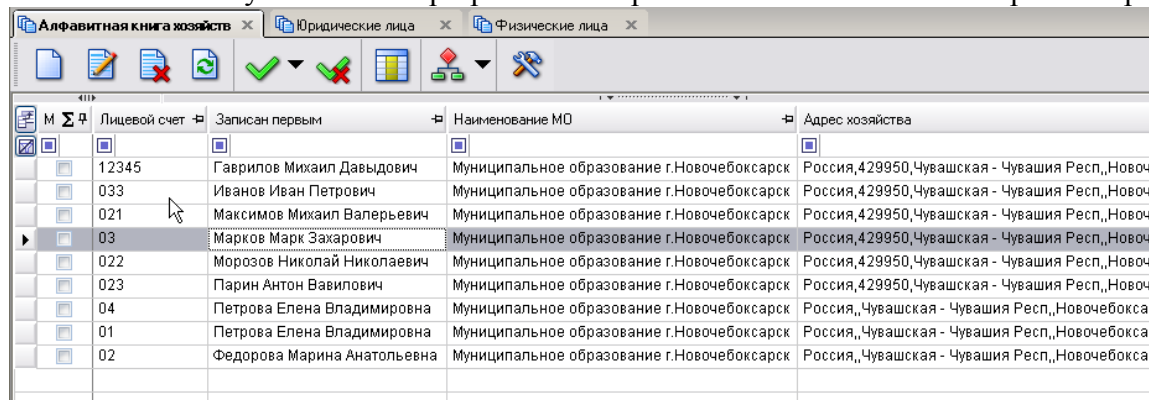 Алфавитная книга хозяйств
Юридические лица
Физические лица
М Σ Лицевой счет Записан первым Наименование МО Адрес хозяйства
12345 Гаврилов Михаил Давыдович Муниципальное образование г.Новочебоксарск Россия,429950,Чувашская - Чувашия Респ,,Новоч
033 Иванов Иван Петрович Муниципальное образование г.Новочебоксарск Россия,429950,Чувашская - Чувашия Респ,,Новоч
021 Максимов Михаил Валерьевич Муниципальное образование г.Новочебоксарск Россия,429950,Чувашская - Чувашия Респ,,Новоч
03 Марков Марк Захарович Муниципальное образование г.Новочебоксарск Россия,429950,Чувашская - Чувашия Респ,,Новоч
022 Морозов Николай Николаевич Муниципальное образование г.Новочебоксарск Россия,429950,Чувашская - Чувашия Респ,,Новоч
023 Парин Антон Вавилович Муниципальное образование г.Новочебоксарск Россия,429950,Чувашская - Чувашия Респ,,Новоч
04 Петрова Елена Владимировна Муниципальное образование г.Новочебоксарск Россия,,Чувашская - Чувашия Респ,,Новочебокса
01 Петрова Елена Владимировна Муниципальное образование г.Новочебоксарск Россия,,Чувашская - Чувашия Респ,,Новочебокса
02 Федорова Марина Анатольевна Муниципальное образование г.Новочебоксарск Россия,,Чувашская - Чувашия Респ,,Новочебокса